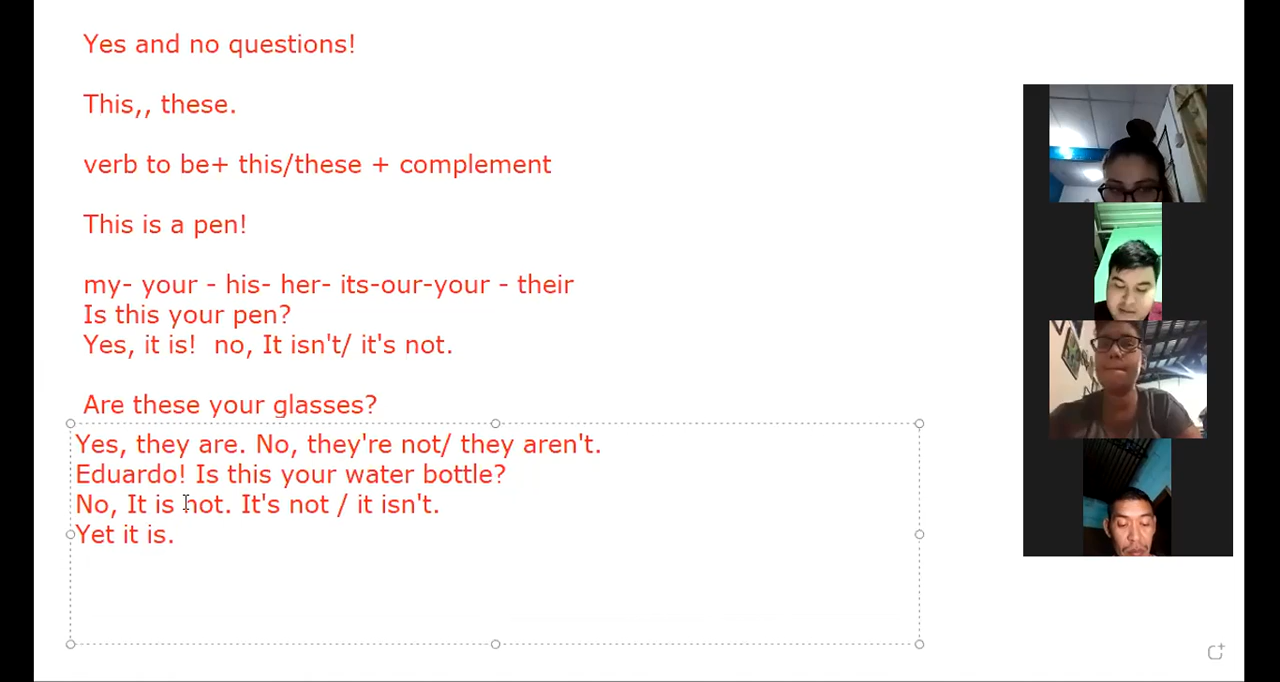 Yes and no questions!
This,, these.
verb to be+ this/these + complement
This is a pen!
my- your - his- her- its-our-your - their
Is this your pen?
Yes, it is!  no, It isn't/ it's not.
Are these your glasses?
Yes, they are. No, they're not/ they aren't.
Eduardo! Is this your water bottle?
No, It is not. It's not / it isn't.
Yet it is.